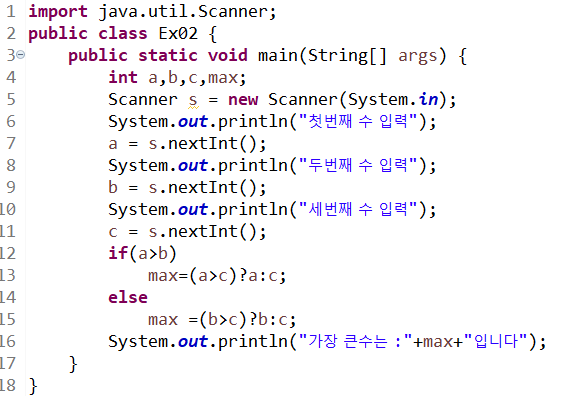 1 import java.util.Scanner;
2 public class Ex02 {
3 public static void main(String[] args) {
4 int a,b,c,max;
5 Scanner s = new Scanner(System.in);
6 System.out.println("첫번째 수 입력");
7 a = s.nextInt();
8 System.out.println("두번째 수 입력");
9 b = s.nextInt();
10 System.out.println("세번째 수 입력");
11 c = s.nextInt();
12 if(a>b)
13 max=(a>c)?a:c;
14 else
15 max =(b>c)?b:c;
16 System.out.println("가장 큰수는 :"+max+"입니다");
17 }
18 }